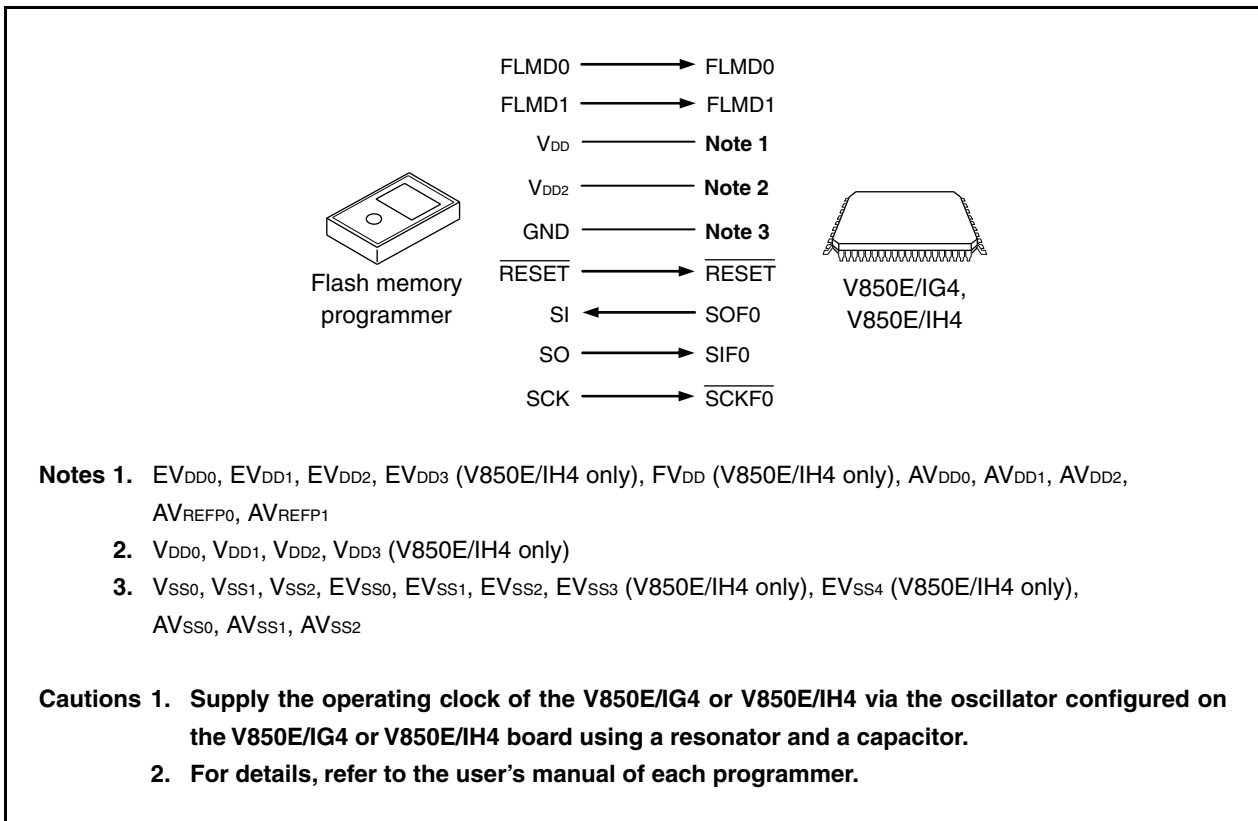 FLMD0 FLMD0
FLMD1 FLMD1
VDD Note 1
VDD2 Note 2
GND Note 3
RESET RESET
SI SOF0
SO SIF0
SCK SCKF0
Flash memory
programmer
V850E/IG4,
V850E/IH4
Notes 1. EVDD0, EVDD1, EVDD2, EVDD3 (V850E/IH4 only), FVDD (V850E/IH4 only), AVDD0, AVDD1, AVDD2,
AVREFP0, AVREFP1
2. VDD0, VDD1, VDD2, VDD3 (V850E/IH4 only)
3. VSS0, VSS1, VSS2, EVSS0, EVSS1, EVSS2, EVSS3 (V850E/IH4 only), EVSS4 (V850E/IH4 only),
AVSS0, AVSS1, AVSS2
Cautions 1. Supply the operating clock of the V850E/IG4 or V850E/IH4 via the oscillator configured on
the V850E/IG4 or V850E/IH4 board using a resonator and a capacitor.
2. For details, refer to the user's manual of each programmer.